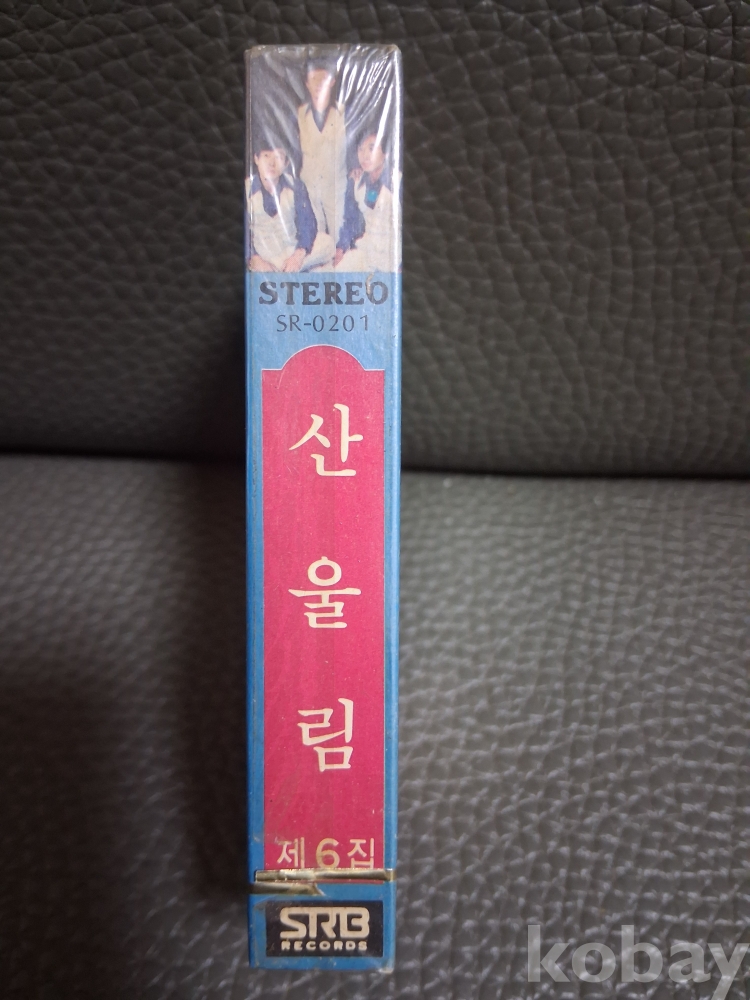 STEREO
SR-0201
산
울
림
제6집
SRB
RECORDS
kobay